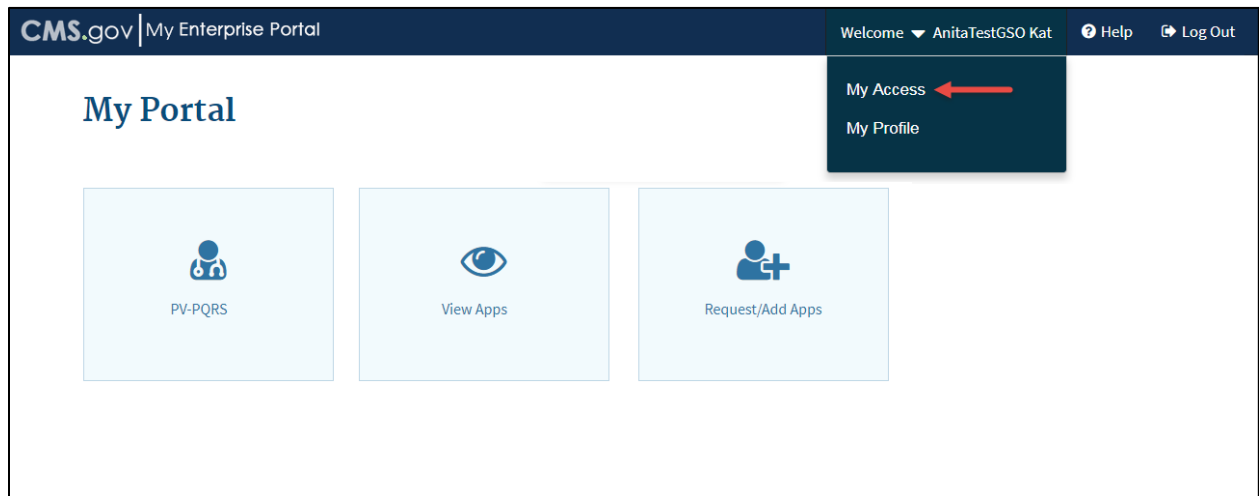 CMS.gov My Enterprise Portal
Welcome AnitaTestGSO Kat
Help
Log Out
My Access
My Profile
My Portal
PV-PQRS
View Apps
Request/Add Apps